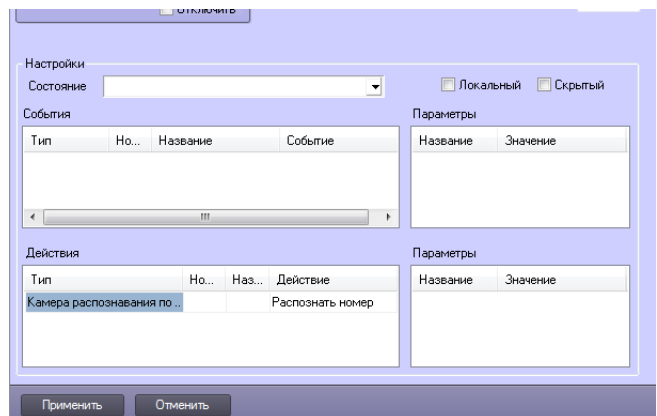 Отключить
Настройки
Состояние
Локальный Скрытый
События Параметры
Тип Но... Название Событие Название Значение
Действия Параметры
Тип Но... Наз... Действие Название Значение
Камера распознавания по .. Распознать номер
Применить Отменить